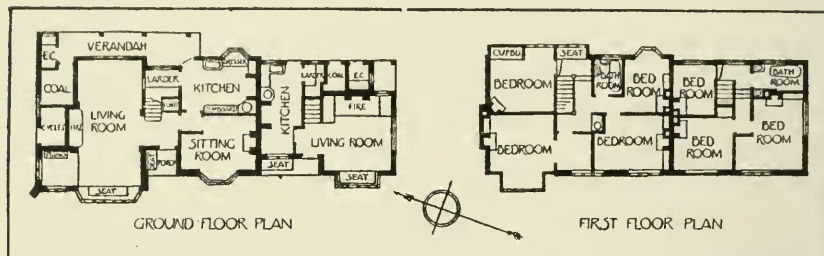 VERANDAH
E.C.
COAL
LARDER
KITCHEN
LIVING
ROOM
SITTING
ROOM
SEAT
SEAT
KITCHEN
LARDER
COAL
E.C.
FIRE
LIVING ROOM
SEAT
SEAT
GROUND FLOOR PLAN
CUPBD
SEAT
BEDROOM
BATH
ROOM
BED
ROOM
BEDROOM
BEDROOM
BED
ROOM
BATH
ROOM
BED
ROOM
BED
ROOM
FIRST FLOOR PLAN